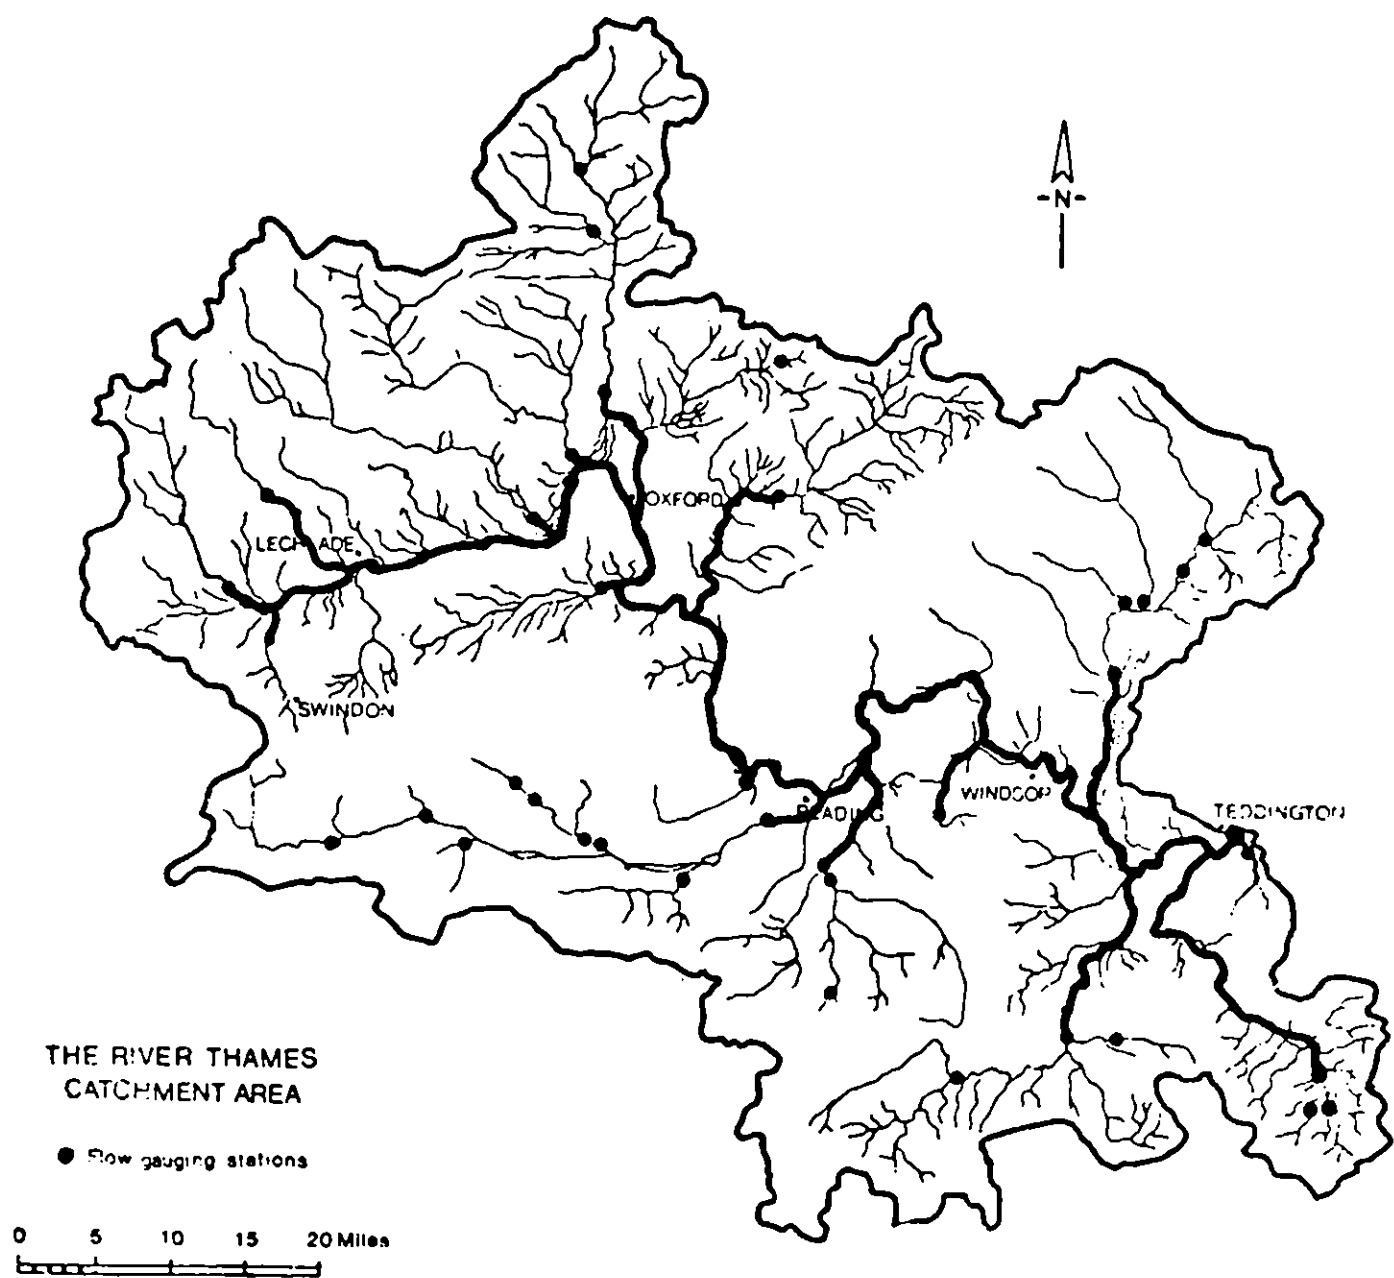 -N-
OXFORD
LECHLADE
SWINDON
READING
WINDSOR
TEDDINGTON
THE RIVER THAMES
CATCHMENT AREA
Flow gauging stations
0 5 10 15 20 Miles